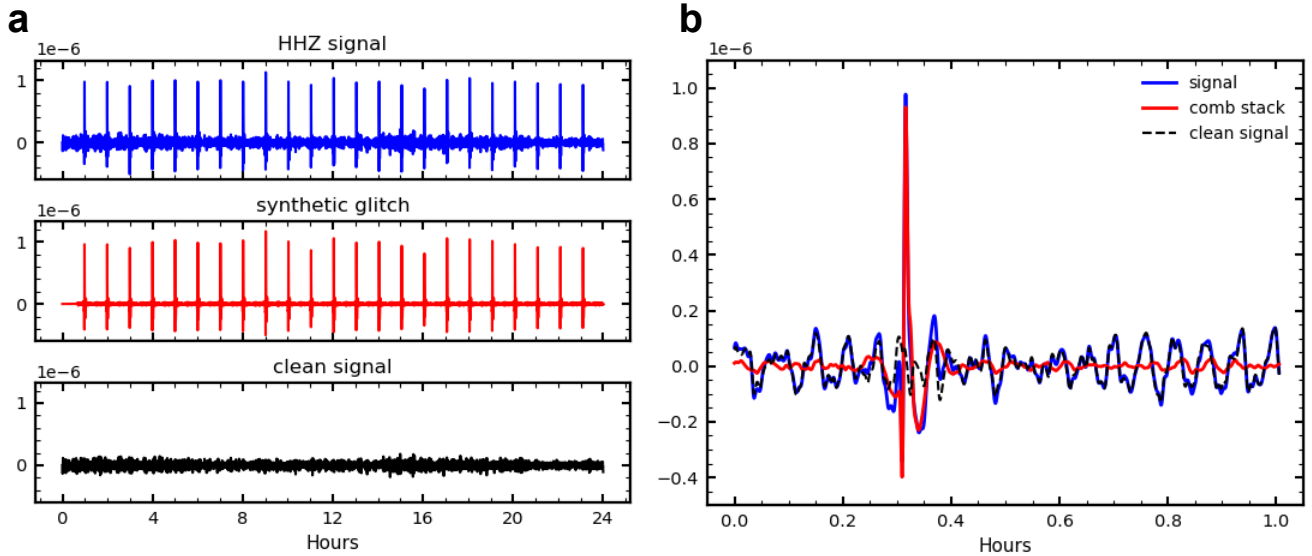 a
HHZ signal
1e−6
1
0
synthetic glitch
1e−6
1
0
clean signal
1e−6
1
0
0 4 8 12 16 20 24
Hours
b
1e−6
signal
comb stack
clean signal
1.0
0.8
0.6
0.4
0.2
0.0
−0.2
−0.4
0.0 0.2 0.4 0.6 0.8 1.0
Hours